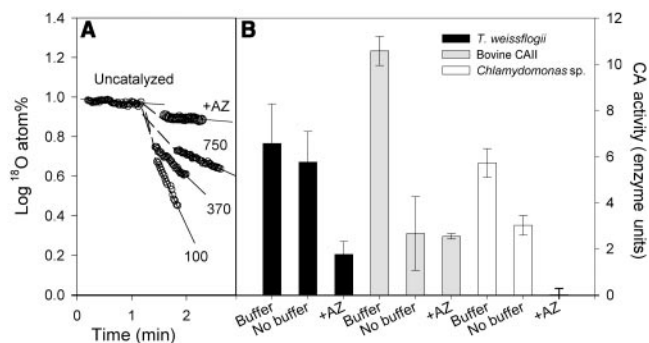 A
B
Log ¹⁸O atom%
1.4
1.2
1.0
0.8
0.6
0.4
0.2
0.0
Uncatalyzed
+AZ
750
370
100
0
1
2
Time (min)
T. weissflogii
Bovine CAII
Chlamydomonas sp.
CA activity (enzyme units)
12
10
8
6
4
2
0
Buffer
No buffer
+AZ
Buffer
No buffer
+AZ
Buffer
No buffer
+AZ